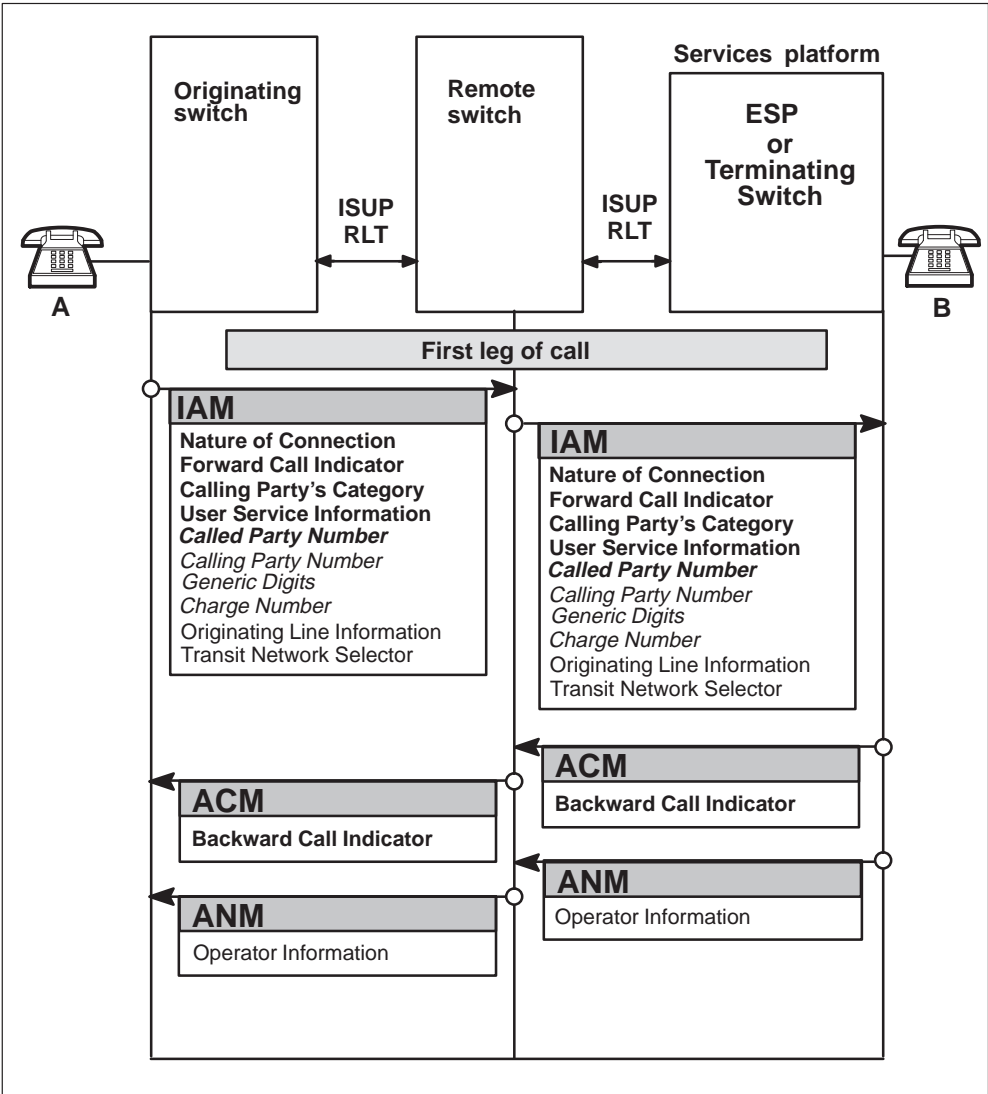 Services platform
Originating
switch
Remote
switch
ESP
or
Terminating
Switch
ISUP
RLT
ISUP
RLT
A
B
First leg of call
IAM
Nature of Connection
Forward Call Indicator
Calling Party's Category
User Service Information
Called Party Number
Calling Party Number
Generic Digits
Charge Number
Originating Line Information
Transit Network Selector
IAM
Nature of Connection
Forward Call Indicator
Calling Party's Category
User Service Information
Called Party Number
Calling Party Number
Generic Digits
Charge Number
Originating Line Information
Transit Network Selector
ACM
Backward Call Indicator
ACM
Backward Call Indicator
ANM
Operator Information
ANM
Operator Information